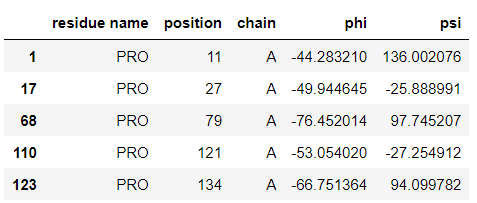 residue name position chain phi psi
1 PRO 11 A -44.283210 136.002076
17 PRO 27 A -49.944645 -25.888991
68 PRO 79 A -76.452014 97.745207
110 PRO 121 A -53.054020 -27.254912
123 PRO 134 A -66.751364 94.099782